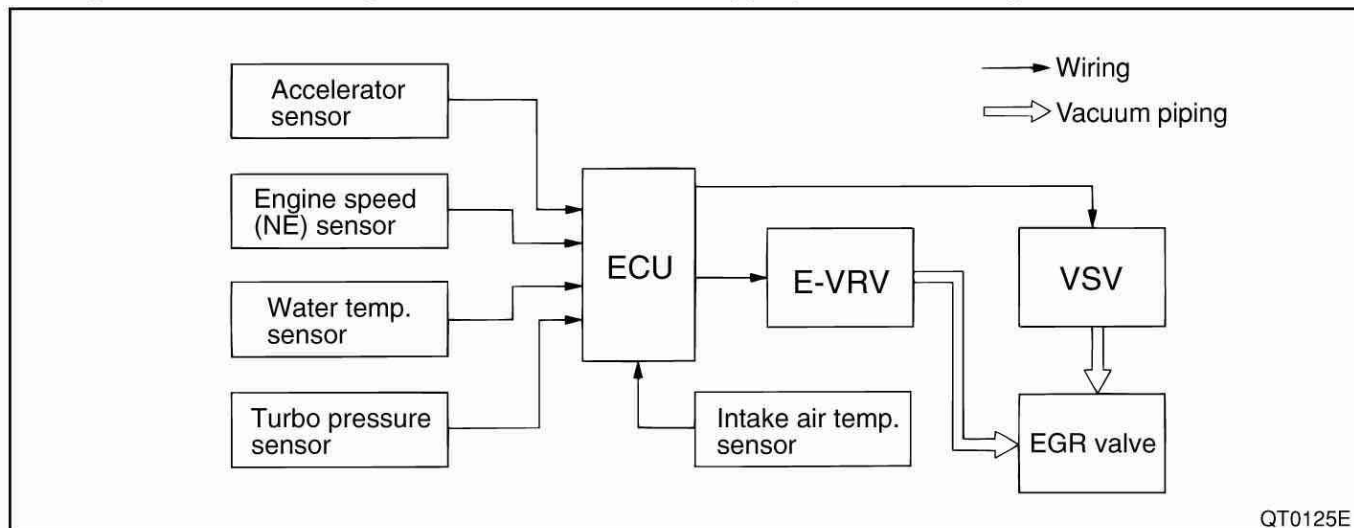 Accelerator
sensor
Engine speed
(NE) sensor
Water temp.
sensor
Turbo pressure
sensor
ECU
Intake air temp.
sensor
E-VRV
VSV
EGR valve
Wiring
Vacuum piping
QT0125E